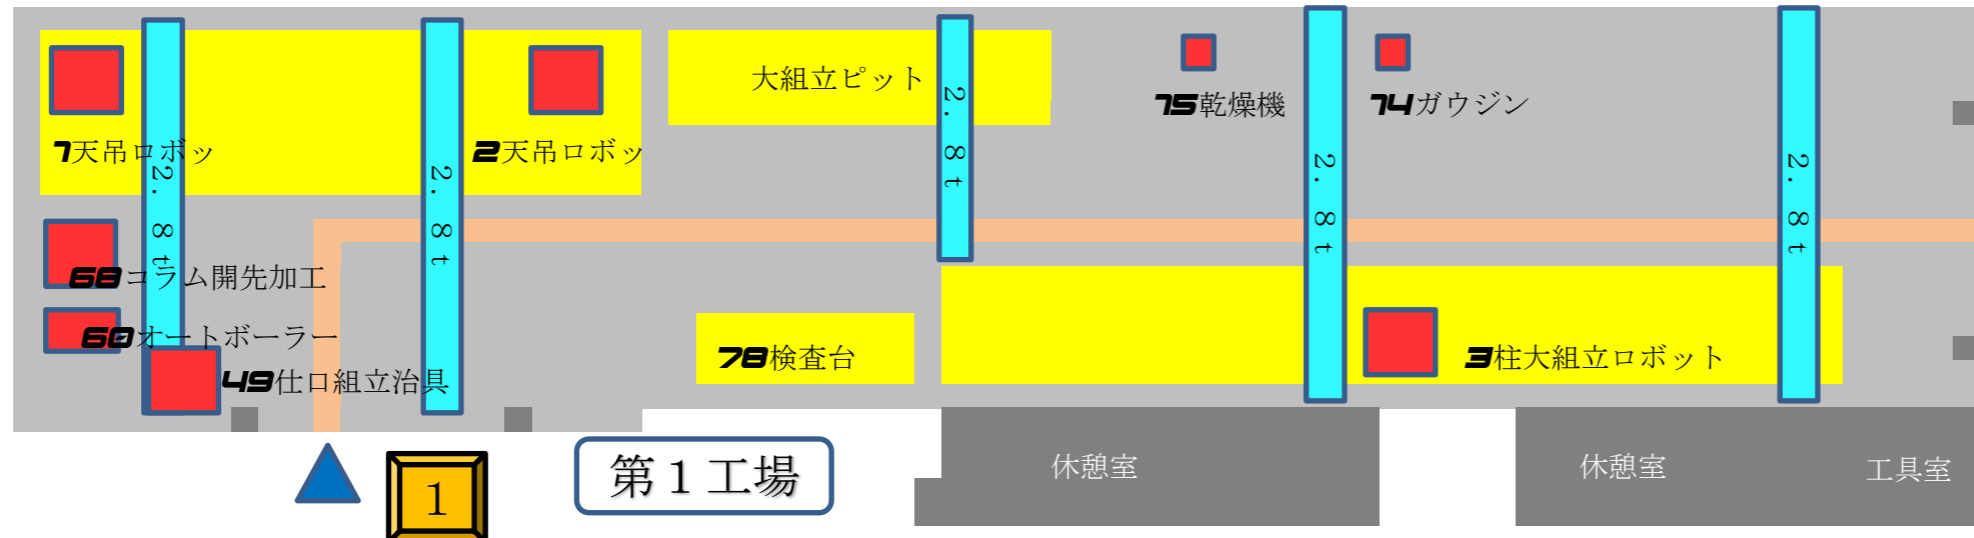 大組立ピット
75乾燥機
74ガウジン
7天吊ロボッ
2天吊ロボッ
2.8t
2.8t
2.8t
2.8t
2.8t
68コラム開先加工
60オートボーラー
49仕口組立治具
78検査台
3柱大組立ロボット
1
第1工場
休憩室
休憩室
工具室